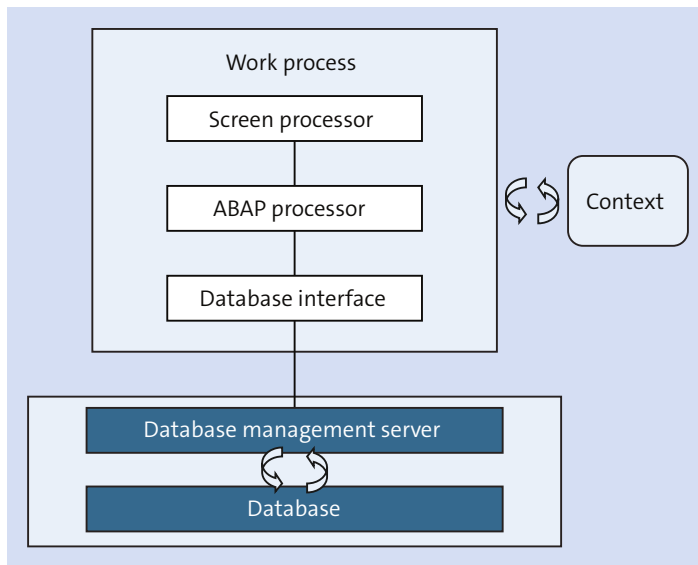 Work process
Screen processor
ABAP processor
Context
Database interface
Database management server
Database